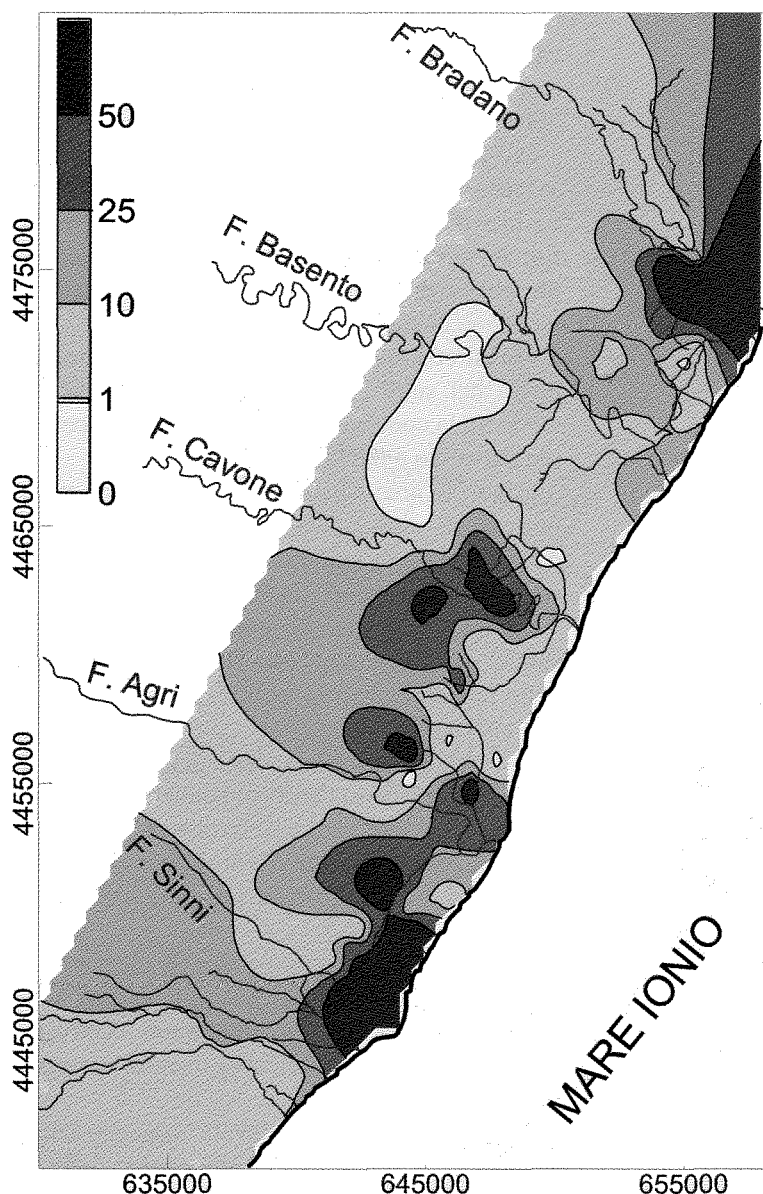 F. Bradano
50
25
10
1
0
F. Basento
F. Cavone
F. Agri
F. Sinni
MARE IONIO
4475000
4465000
4455000
4445000
635000
645000
655000